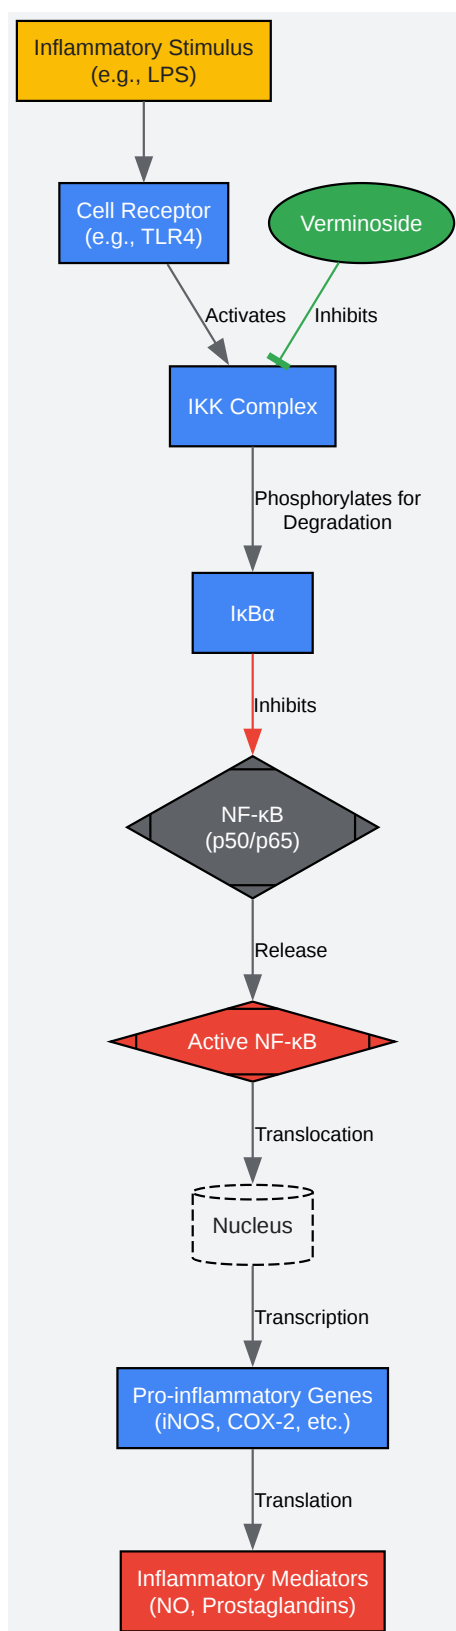 Inflammatory Stimulus
(e.g., LPS)
Cell Receptor
(e.g., TLR4)
Verminoside
Activates
Inhibits
IKK Complex
Phosphorylates for
Degradation
IκBα
Inhibits
NF-κB
(p50/p65)
Release
Active NF-κB
Translocation
Nucleus
Transcription
Pro-inflammatory Genes
(iNOS, COX-2, etc.)
Translation
Inflammatory Mediators
(NO, Prostaglandins)